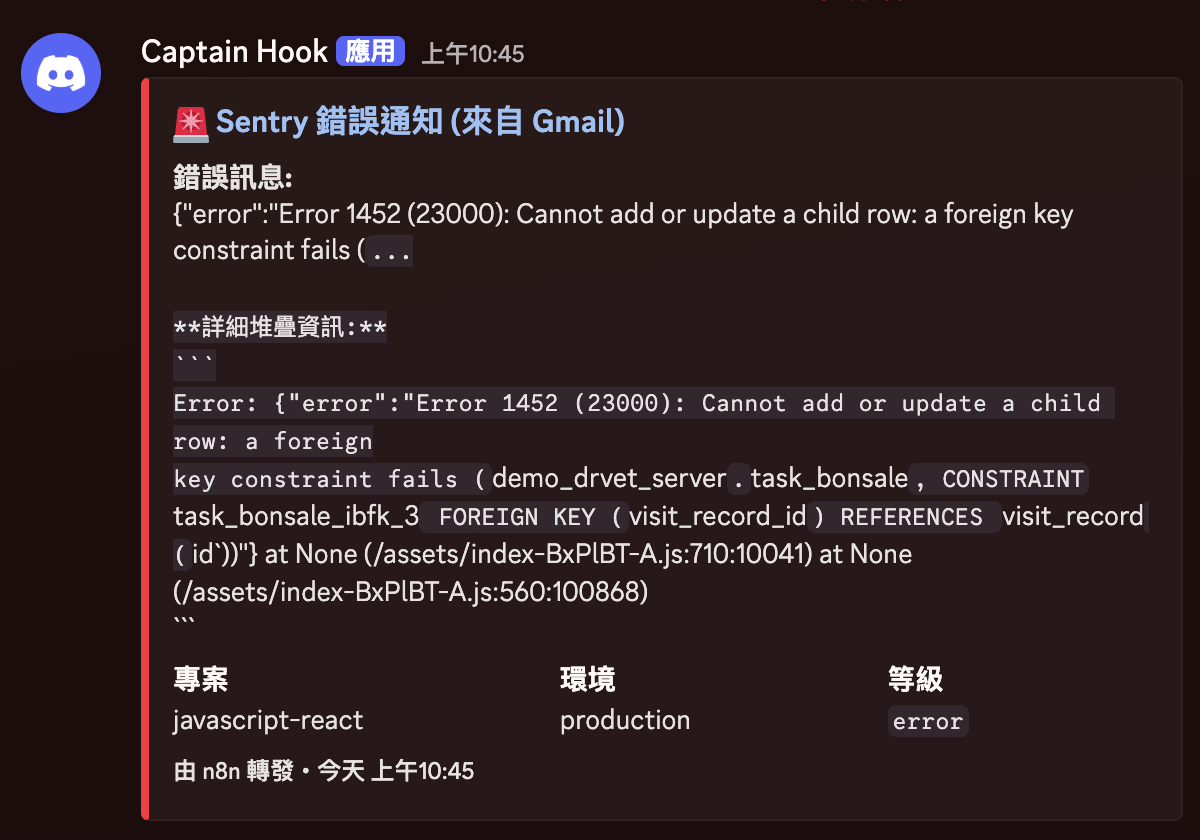 Captain Hook 應用 上午10:45
Sentry 錯誤通知 (來自 Gmail)
錯誤訊息:
{"error":"Error 1452 (23000): Cannot add or update a child row: a foreign key
constraint fails (...
**詳細堆疊資訊:**
```
Error: {"error":"Error 1452 (23000): Cannot add or update a child
row: a foreign
key constraint fails (demo_drvet_server.task_bonsale, CONSTRAINT
task_bonsale_ibfk_3 FOREIGN KEY (visit_record_id) REFERENCES visit_record
(id`))"} at None (/assets/index-BxPlBT-A.js:710:10041) at None
(/assets/index-BxPlBT-A.js:560:100868)
```
專案 環境 等級
javascript-react production error
由 n8n 轉發 • 今天 上午10:45